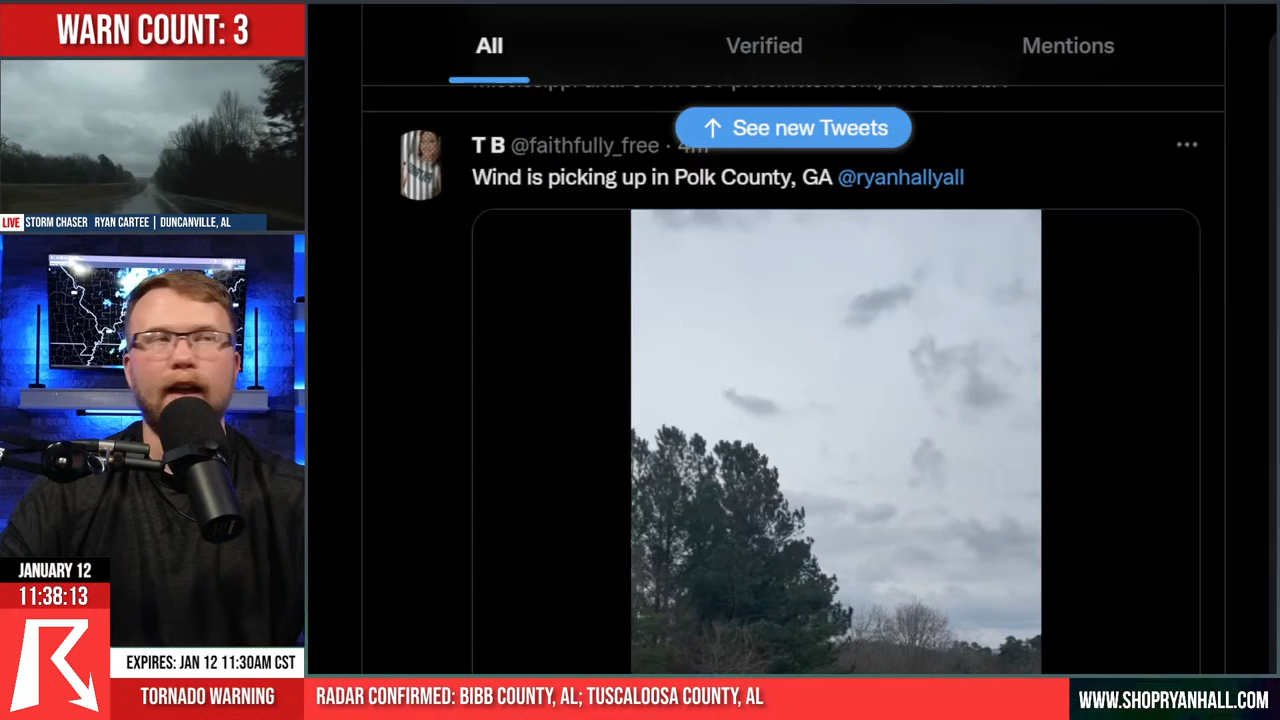 WARN COUNT: 3
All
Verified
Mentions
See new Tweets
T B @faithfully_free · 4m
Wind is picking up in Polk County, GA @ryanhallyall
LIVE STORM CHASER RYAN CARTEE | DUNCANVILLE, AL
JANUARY 12
11:38:13
EXPIRES: JAN 12 11:30AM CST
TORNADO WARNING
RADAR CONFIRMED: BIBB COUNTY, AL; TUSCALOOSA COUNTY, AL
WWW.SHOPRYANHALL.COM